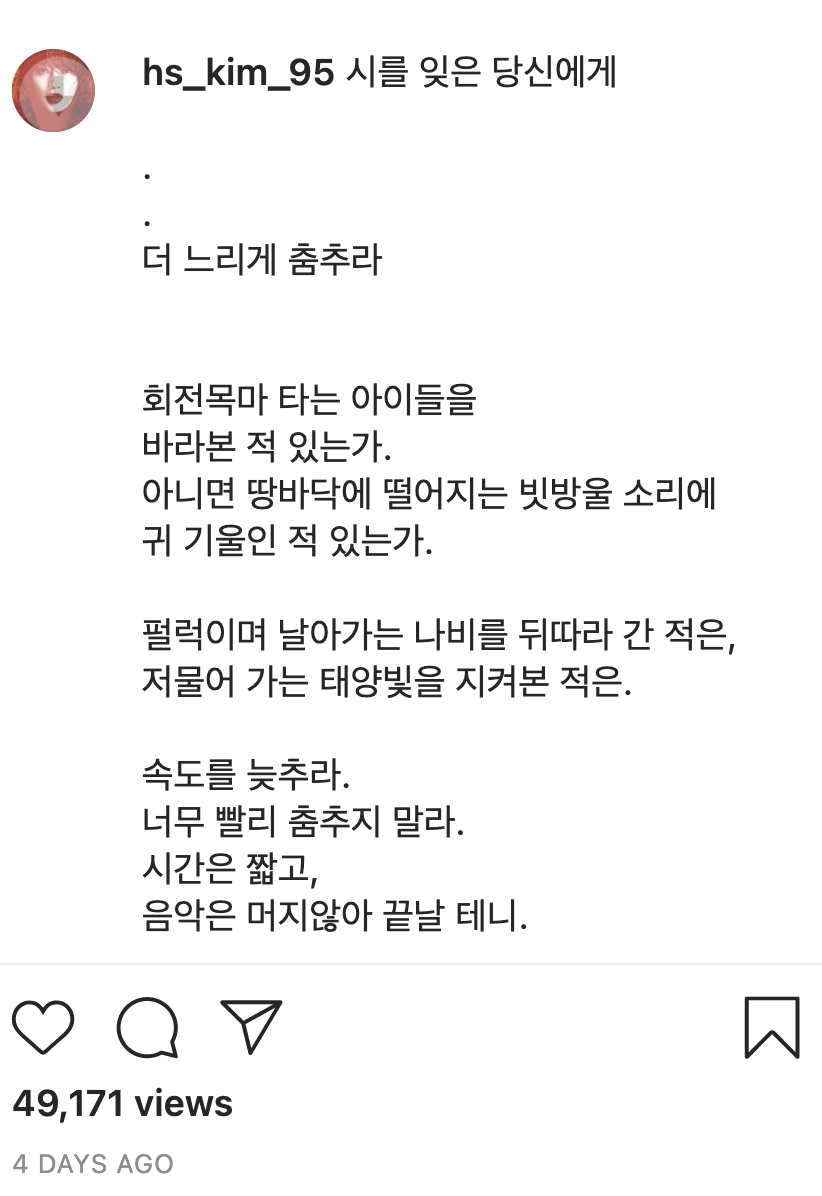 hs_kim_95 시를 잊은 당신에게
.
.
더 느리게 춤추라
회전목마 타는 아이들을
바라본 적 있는가.
아니면 땅바닥에 떨어지는 빗방울 소리에
귀 기울인 적 있는가.
펄럭이며 날아가는 나비를 뒤따라 간 적은,
저물어 가는 태양빛을 지켜본 적은.
속도를 늦추라.
너무 빨리 춤추지 말라.
시간은 짧고,
음악은 머지않아 끝날 테니.
49,171 views
4 DAYS AGO